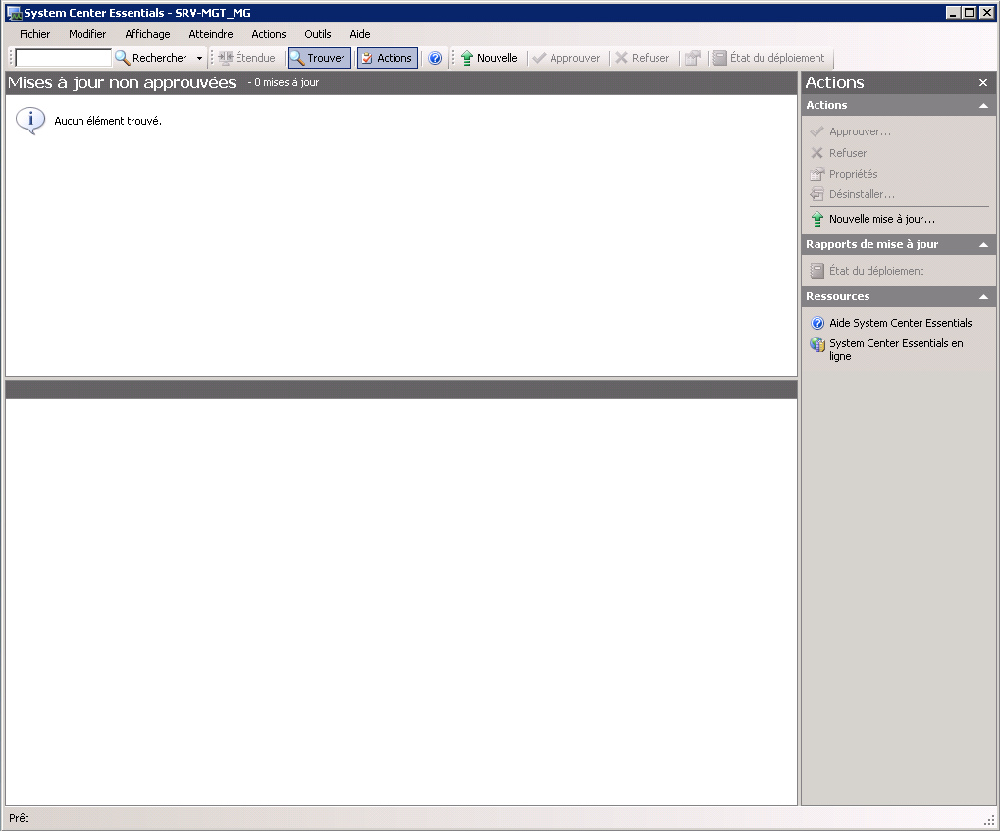 System Center Essentials - SRV-MGT_MG
Fichier Modifier Affichage Atteindre Actions Outils Aide
Rechercher Étendue Trouver Actions Nouvelle Approuver Refuser État du déploiement
Mises à jour non approuvées - 0 mises à jour
Aucun élément trouvé.
Actions
Actions
Approuver...
Refuser
Propriétés
Désinstaller...
Nouvelle mise à jour...
Rapports de mise à jour
État du déploiement
Ressources
Aide System Center Essentials
System Center Essentials en
ligne
Prêt